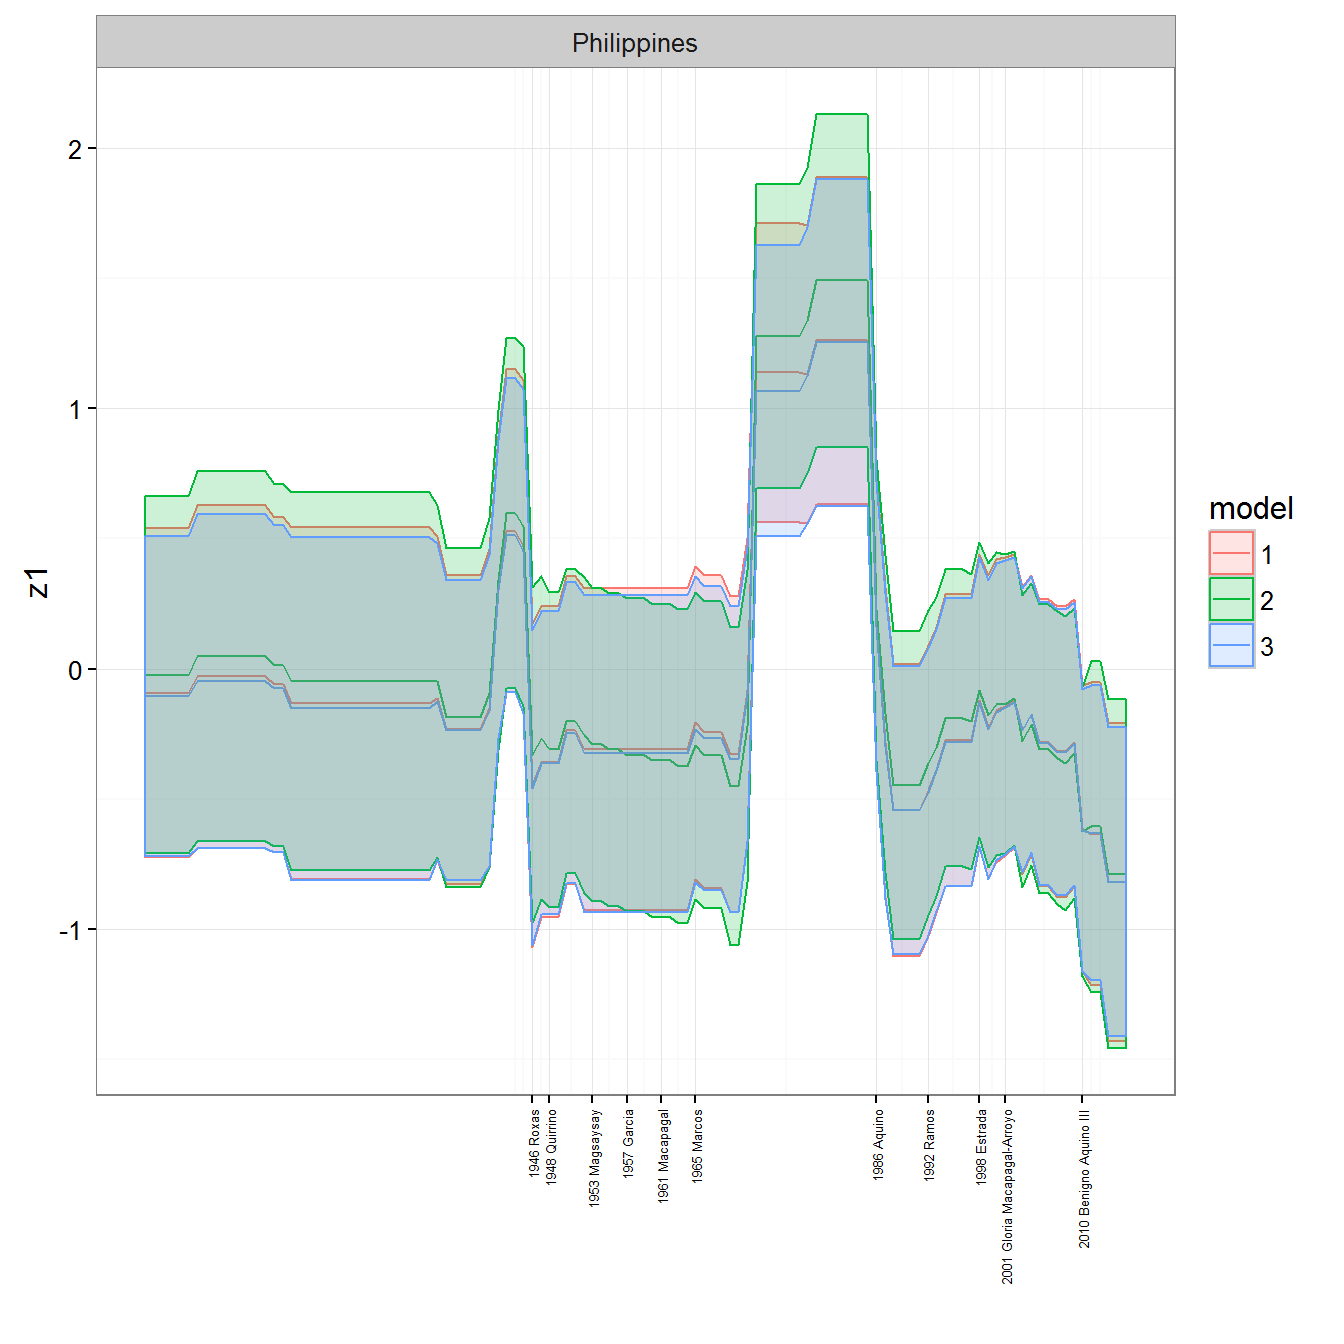 Philippines
2
1
0
-1
z1
model
1
2
3
1946 Roxas
1948 Quirrino
1953 Magsaysay
1957 Garcia
1961 Macapagal
1965 Marcos
1986 Aquino
1992 Ramos
1998 Estrada
2001 Gloria Macapagal-Arroyo
2010 Benigno Aquino III